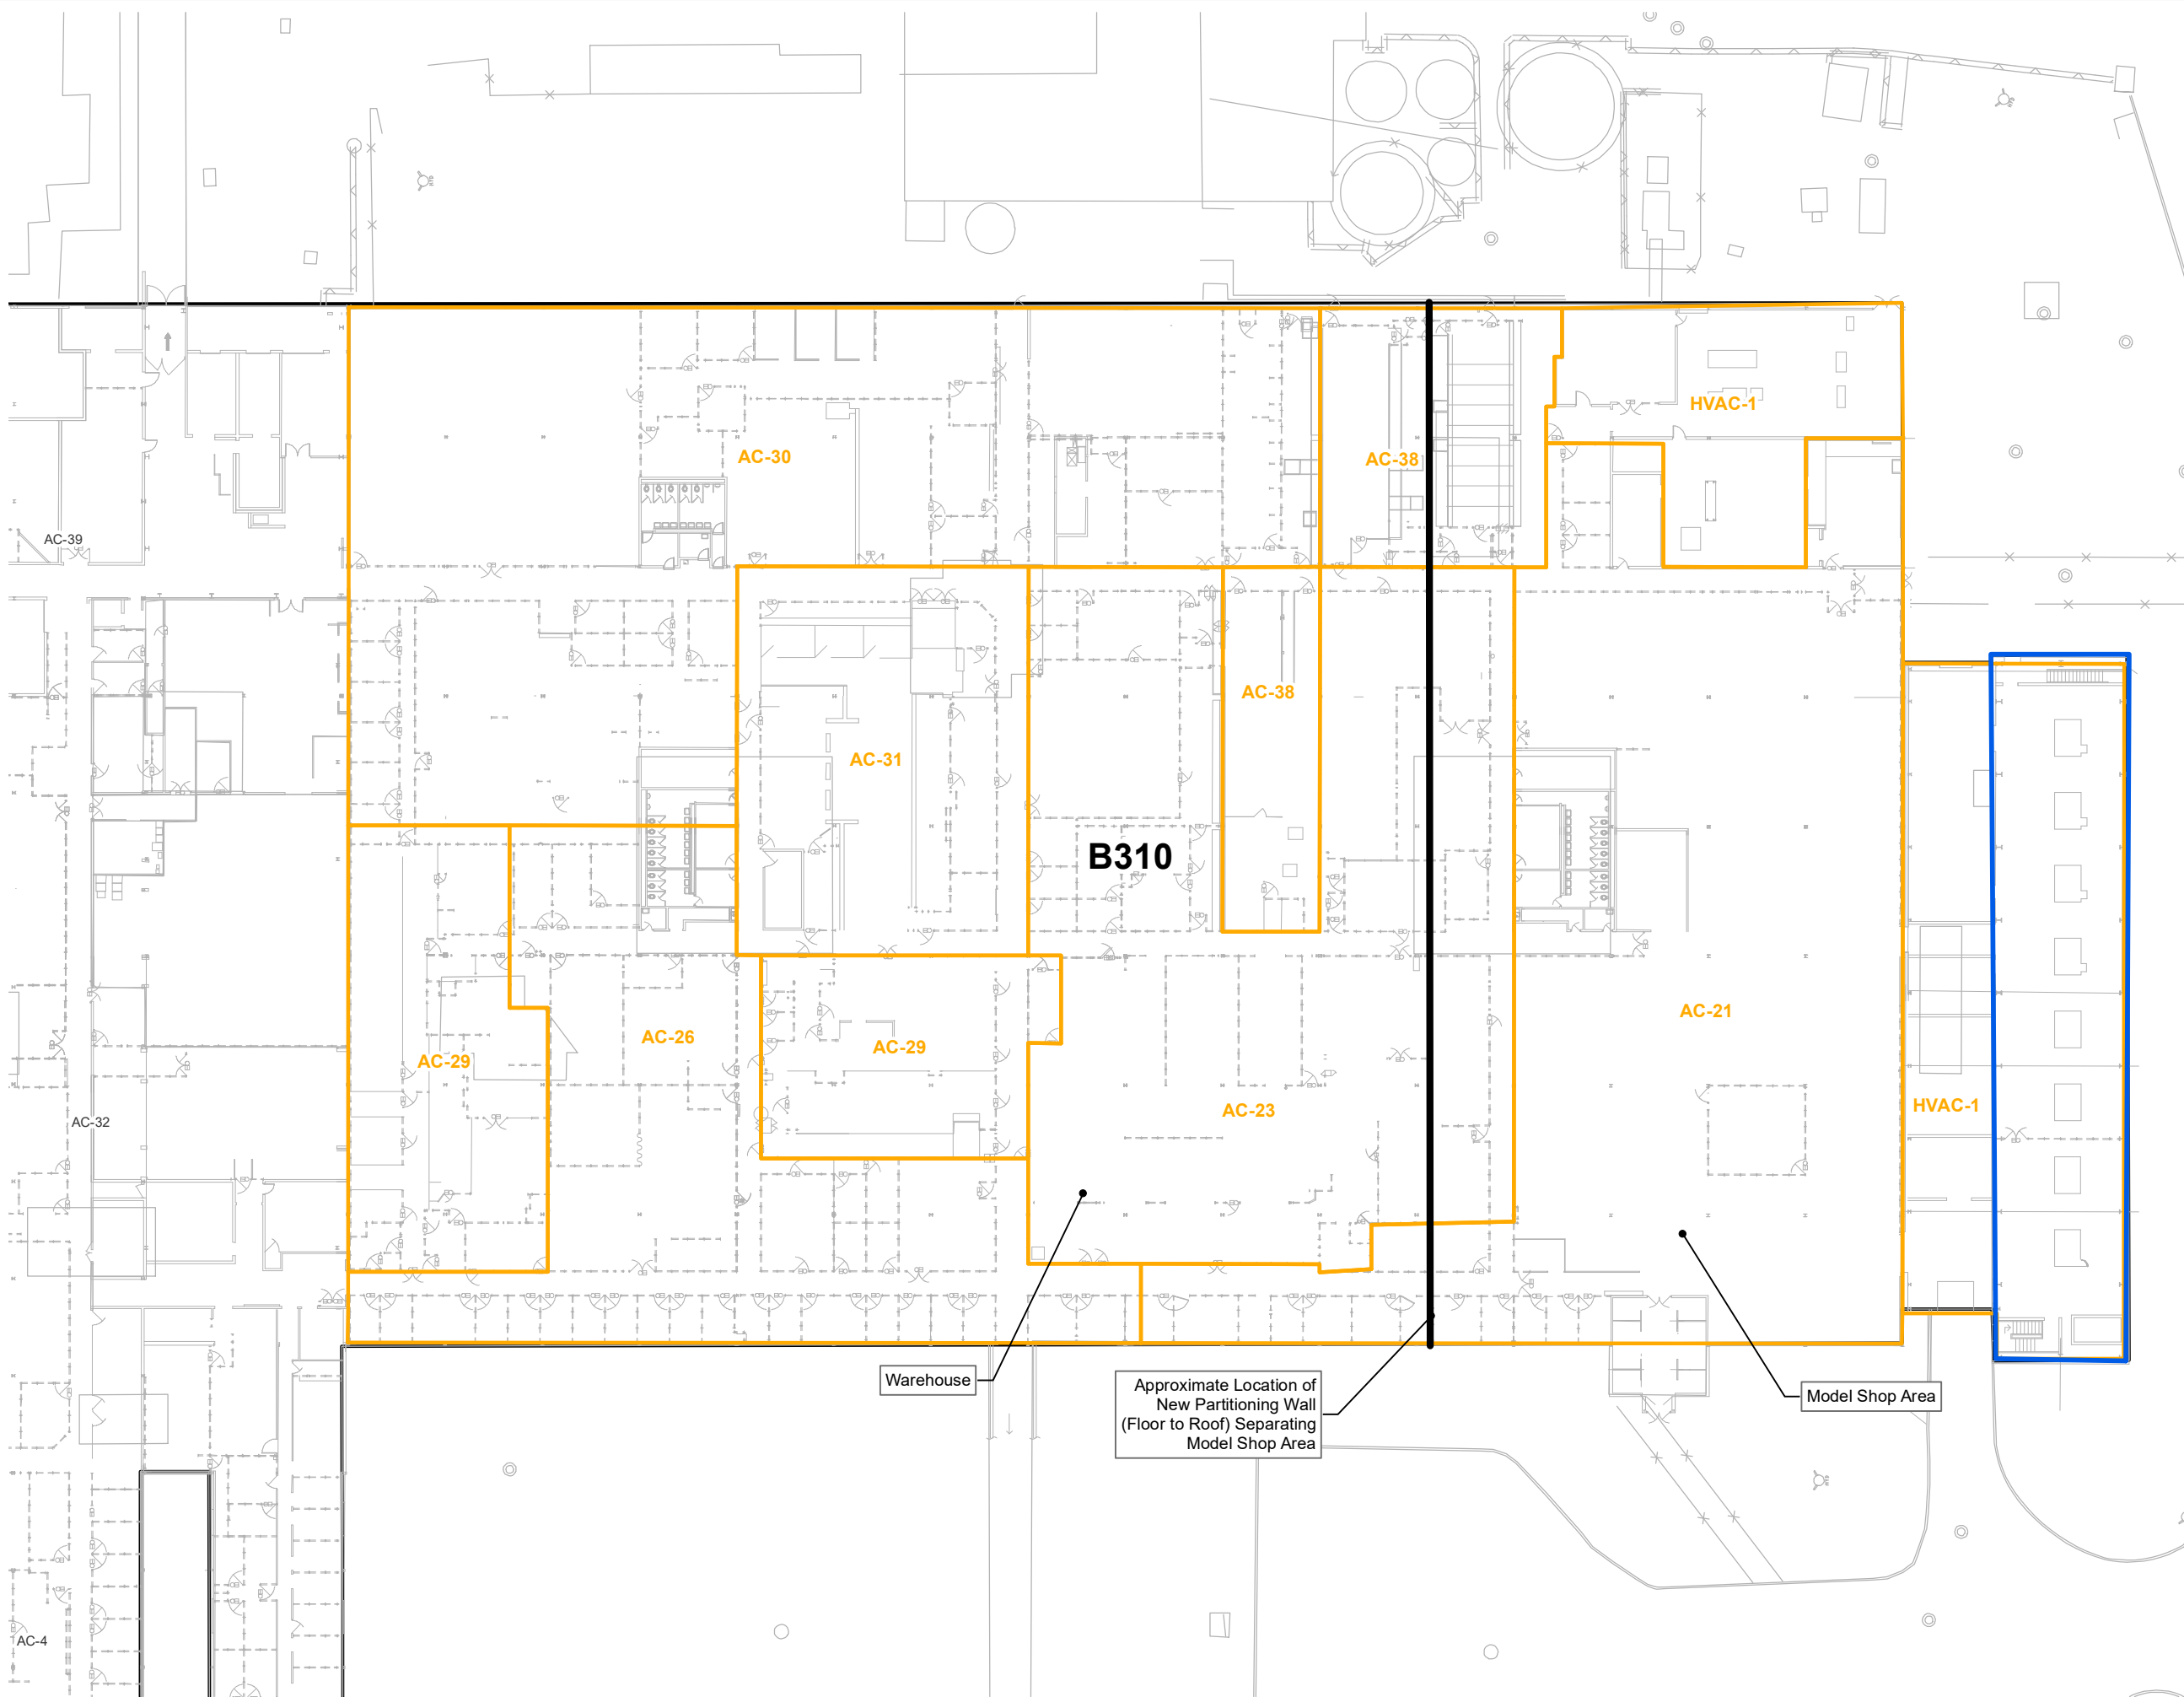 HVAC-1
AC-30
AC-38
AC-39
AC-38
AC-31
B310
AC-21
AC-26
AC-29
AC-29
HVAC-1
AC-23
AC-32
Warehouse
Approximate Location of
New Partitioning Wall
(Floor to Roof) Separating
Model Shop Area
Model Shop Area
AC-4